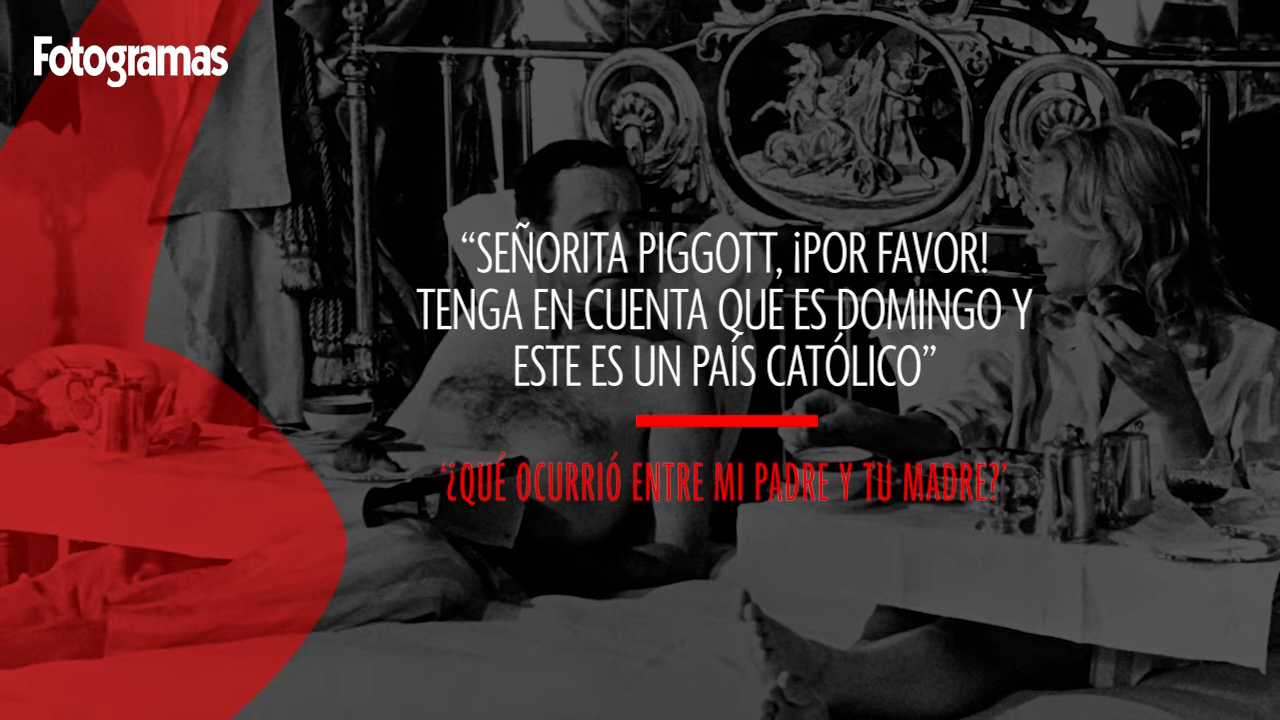 Fotogramas
“SEÑORITA PIGGOTT, ¡POR FAVOR!
TENGA EN CUENTA QUE ES DOMINGO Y
ESTE ES UN PAÍS CATÓLICO”
‘¿QUÉ OCURRIÓ ENTRE MI PADRE Y TU MADRE?’